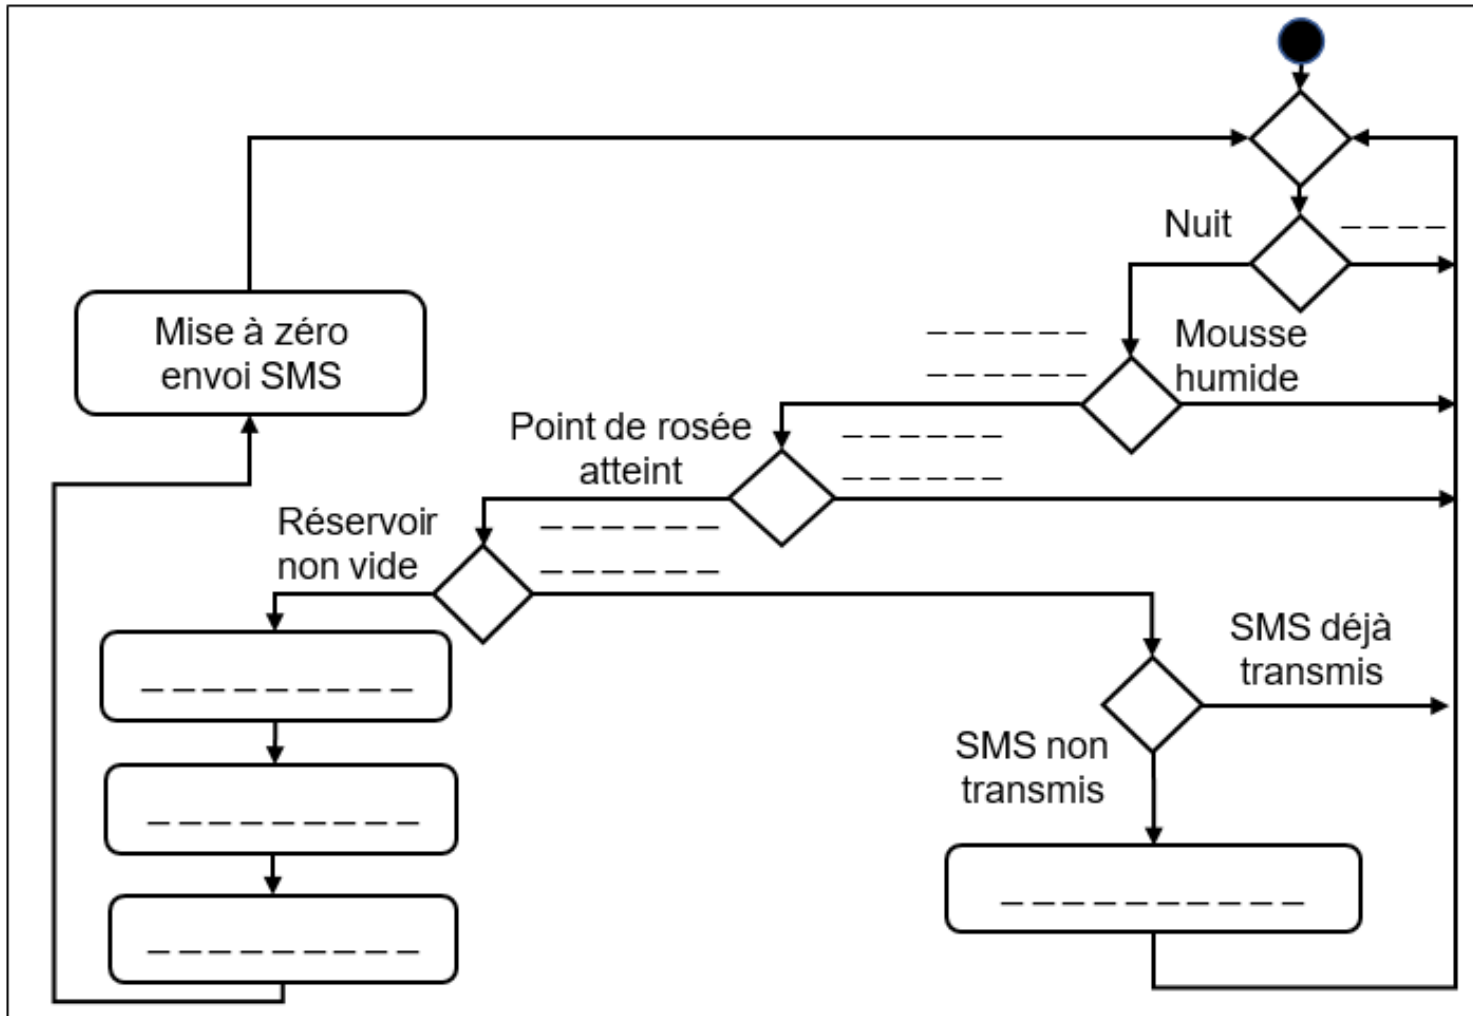 Nuit
Mise à zéro
envoi SMS
Mousse
humide
Point de rosée
atteint
Réservoir
non vide
SMS déjà
transmis
SMS non
transmis